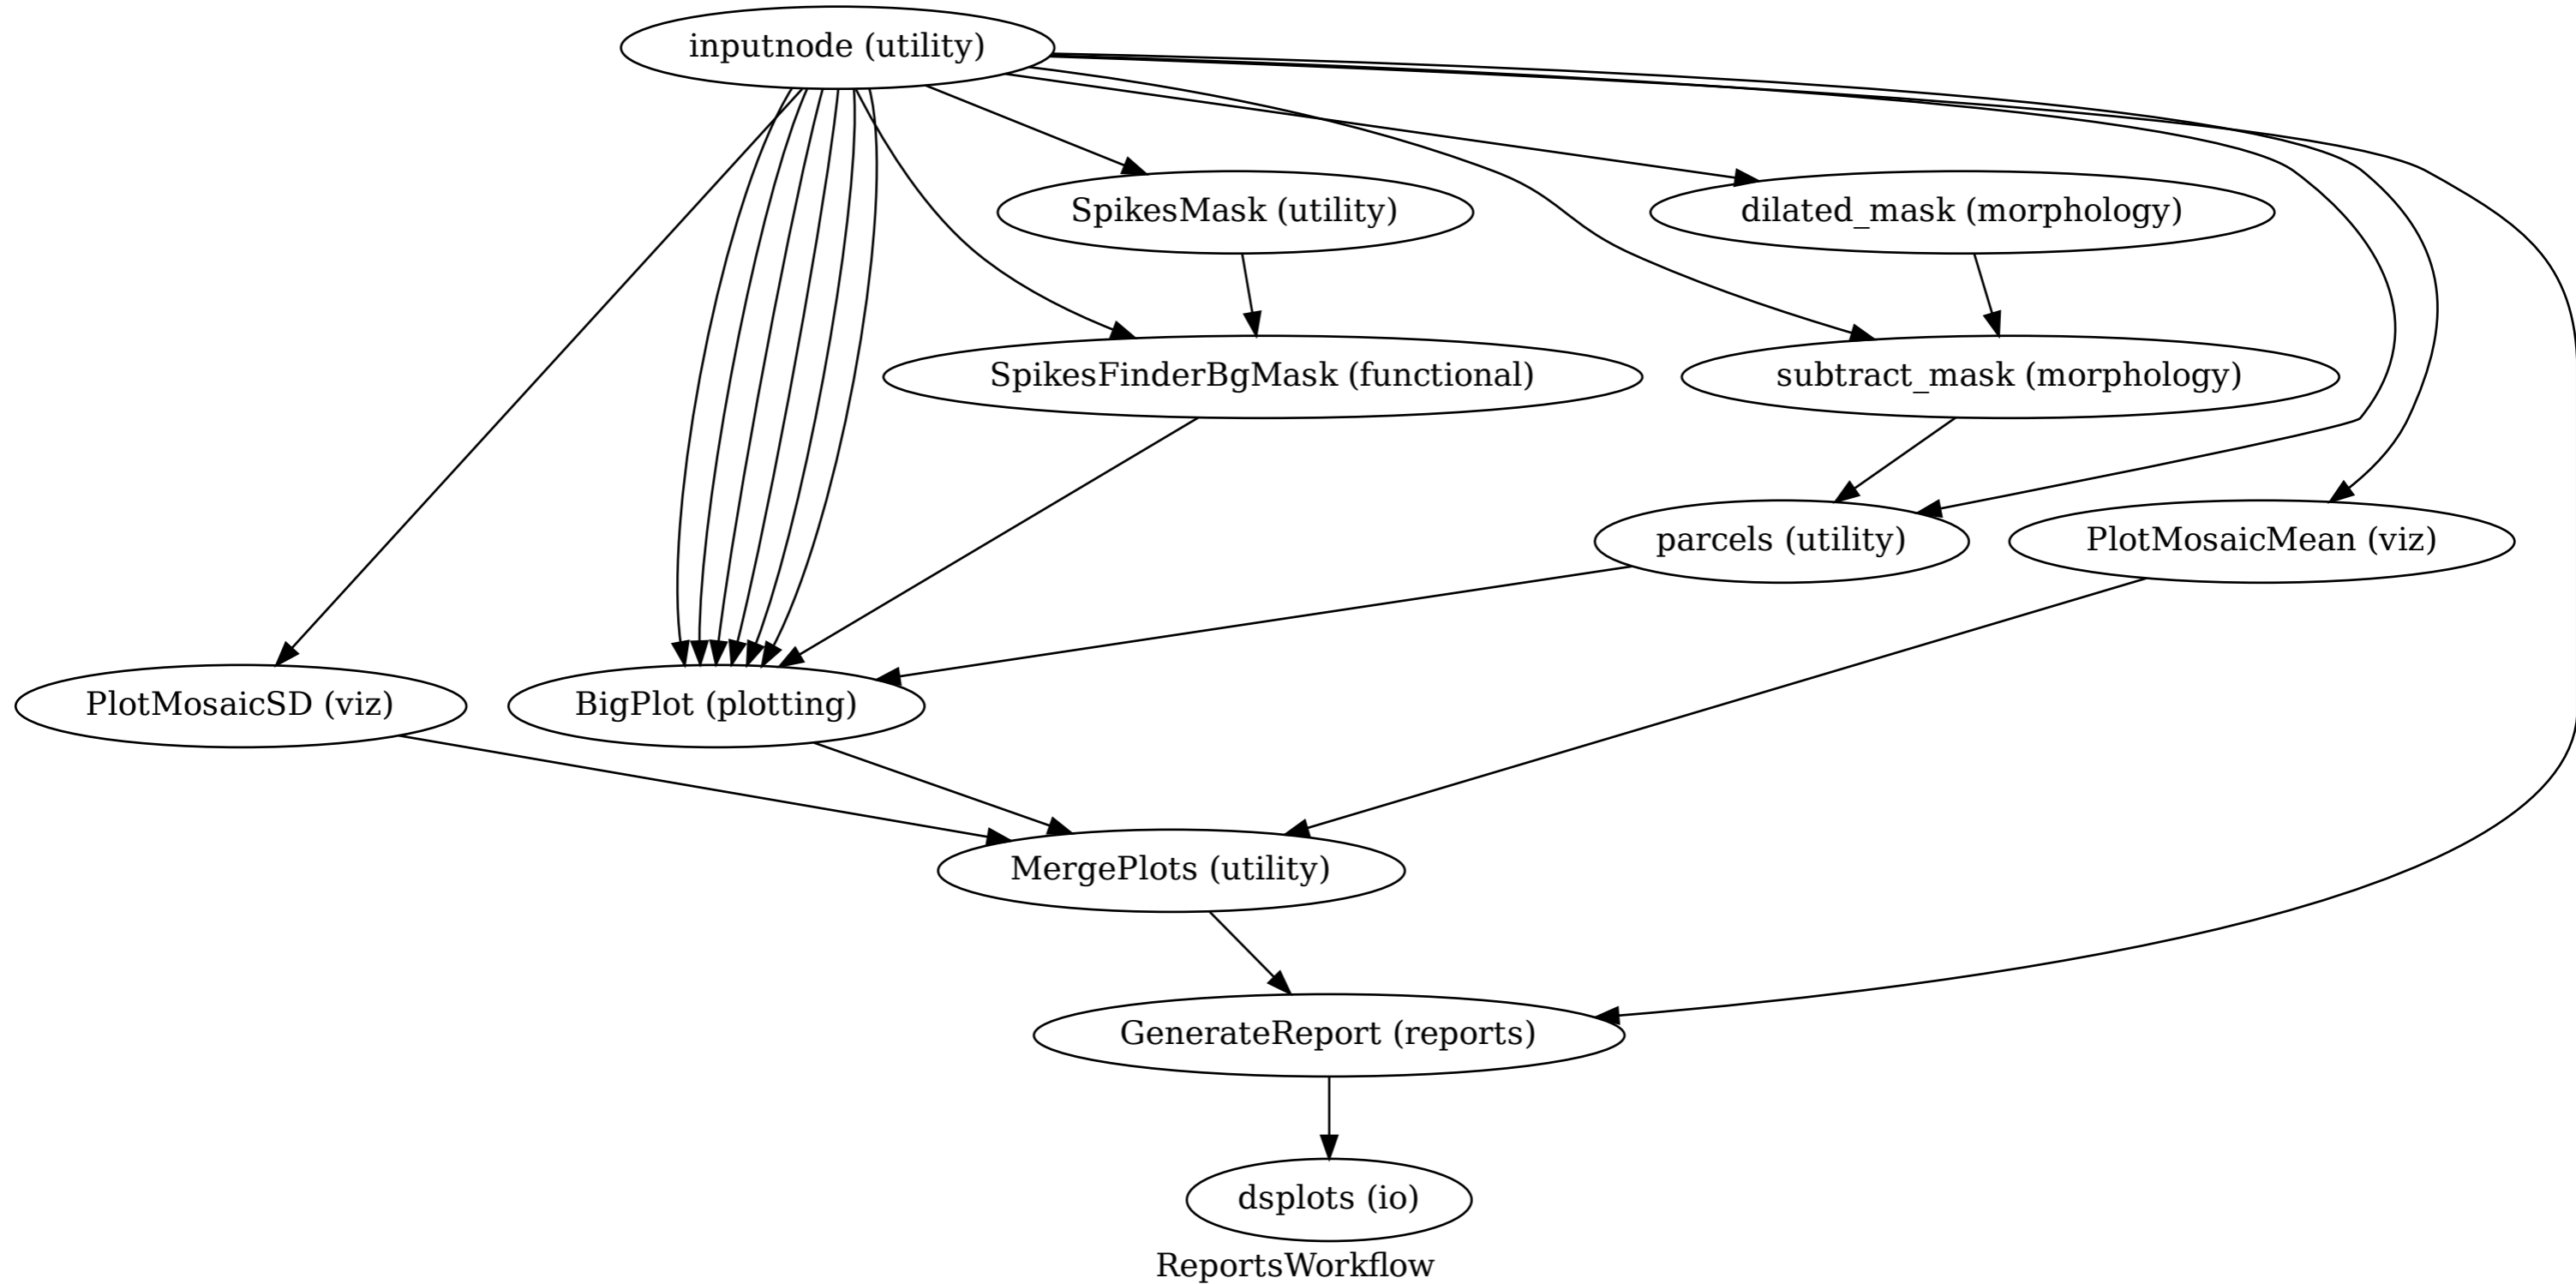 inputnode (utility)
SpikesMask (utility)
dilated_mask (morphology)
SpikesFinderBgMask (functional)
subtract_mask (morphology)
parcels (utility)
PlotMosaicMean (viz)
PlotMosaicSD (viz)
BigPlot (plotting)
MergePlots (utility)
GenerateReport (reports)
dsplots (io)
ReportsWorkflow